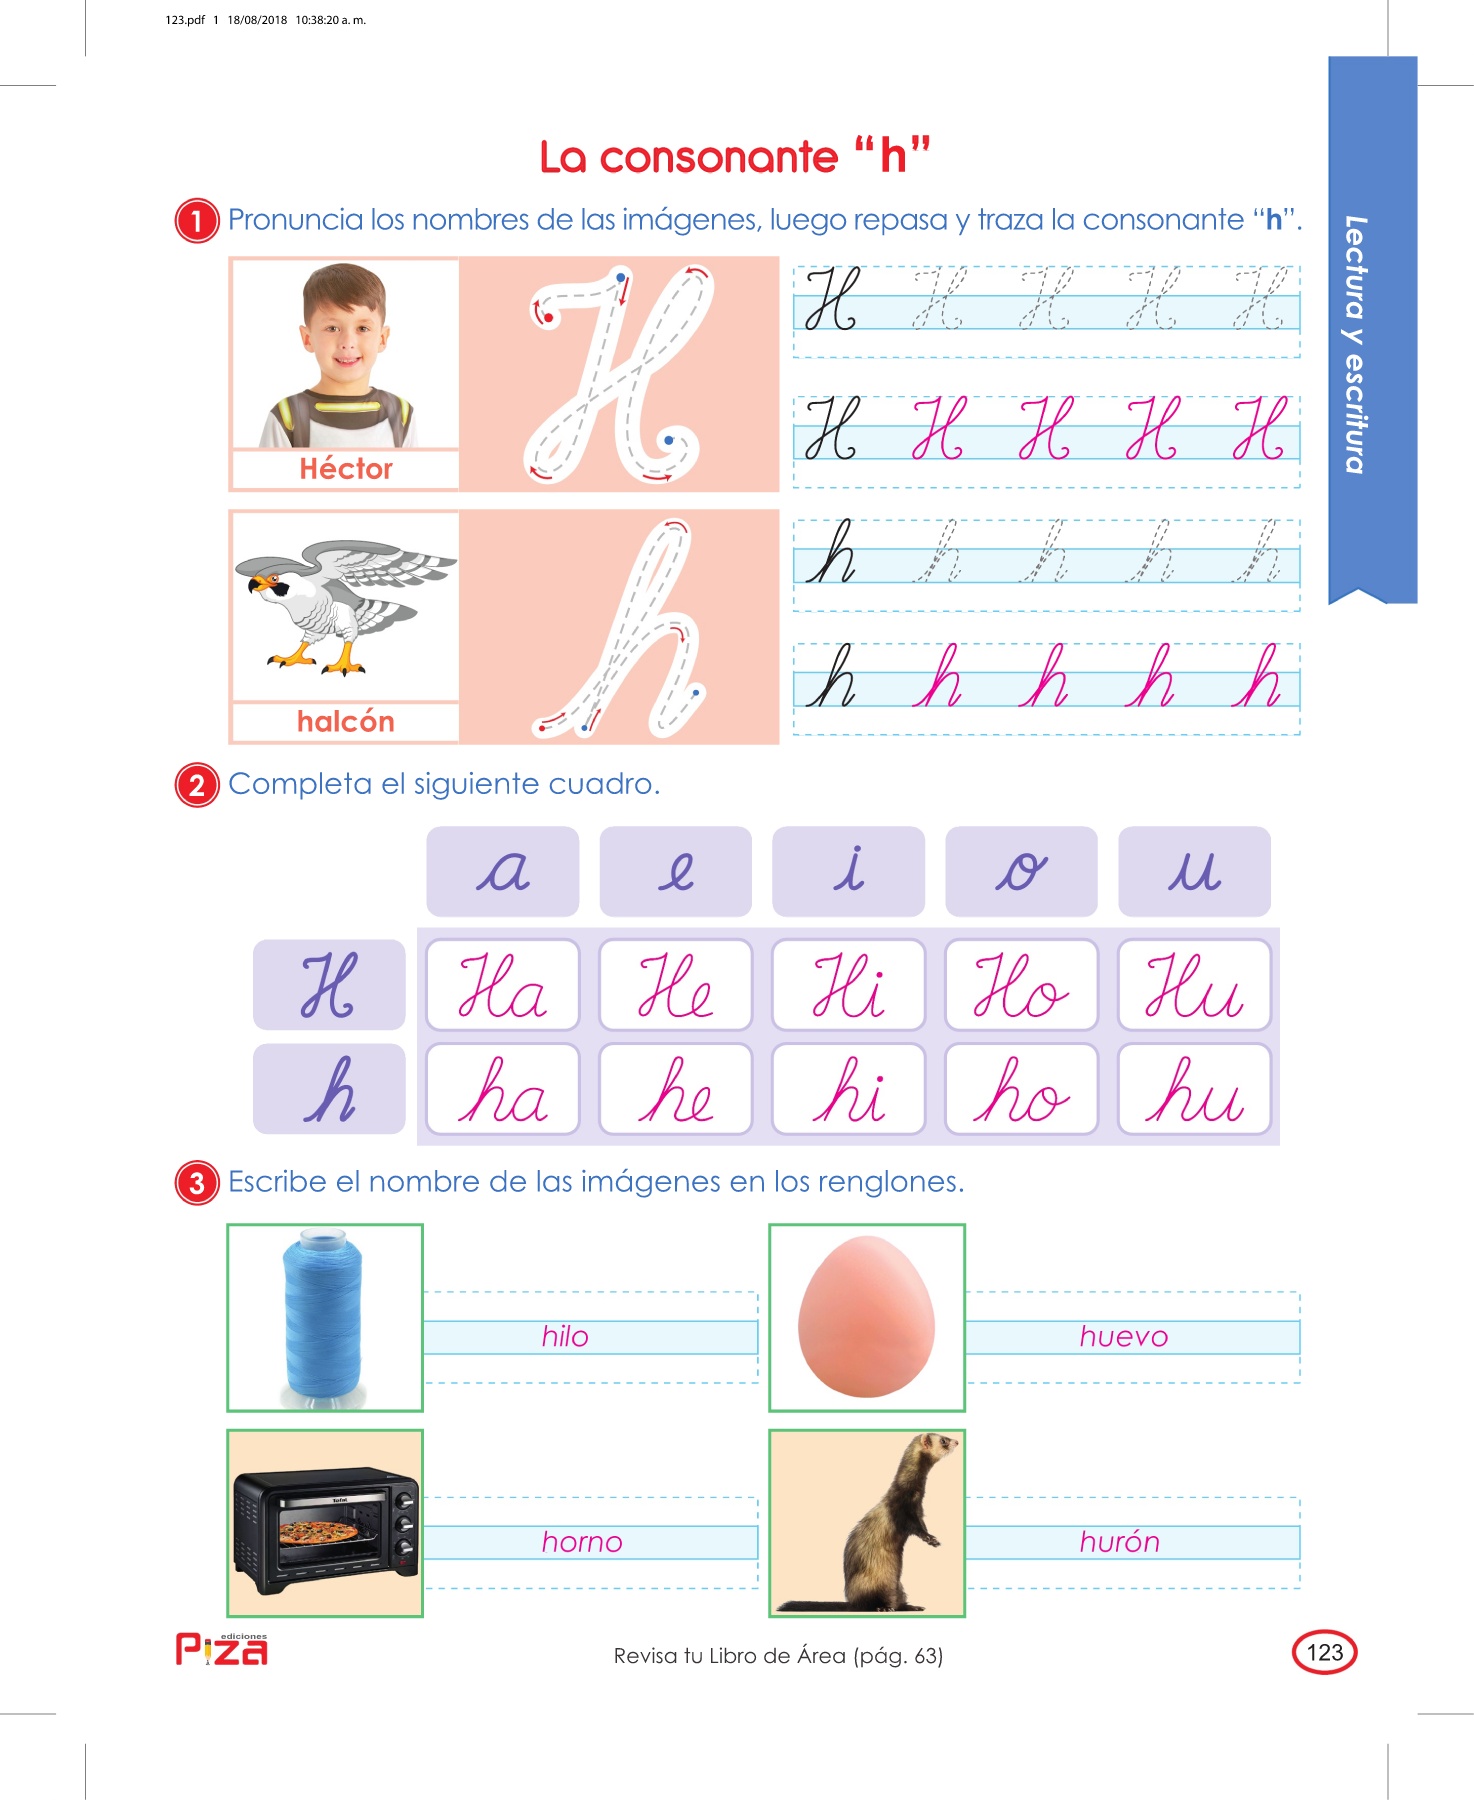 123.pdf 1 18/08/2018 10:38:20 a. m.
La consonante “h”
Lectura y escritura
1 Pronuncia los nombres de las imágenes, luego repasa y traza la consonante “h”.
H
H H H H H
H H H H H
Héctor
h
h h h h h
h h h h h
halcón
2 Completa el siguiente cuadro.
a e i o u
H Ha He Hi Ho Hu
h ha he hi ho hu
3 Escribe el nombre de las imágenes en los renglones.
hilo
huevo
Tefal
horno
hurón
ediciones
Piza
Revisa tu Libro de Área (pág. 63)
123